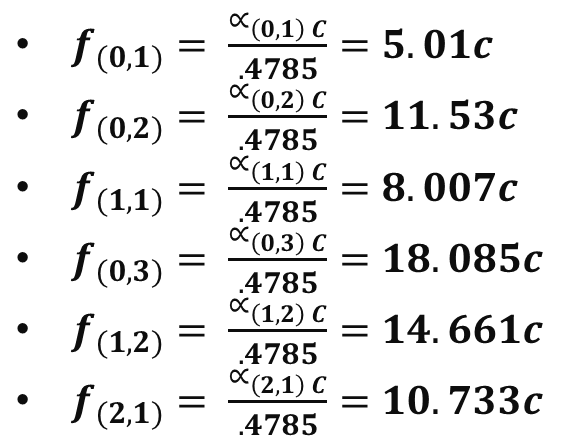 • f(0,1) = ∝(0,1) C / .4785 = 5.01c
• f(0,2) = ∝(0,2) C / .4785 = 11.53c
• f(1,1) = ∝(1,1) C / .4785 = 8.007c
• f(0,3) = ∝(0,3) C / .4785 = 18.085c
• f(1,2) = ∝(1,2) C / .4785 = 14.661c
• f(2,1) = ∝(2,1) C / .4785 = 10.733c